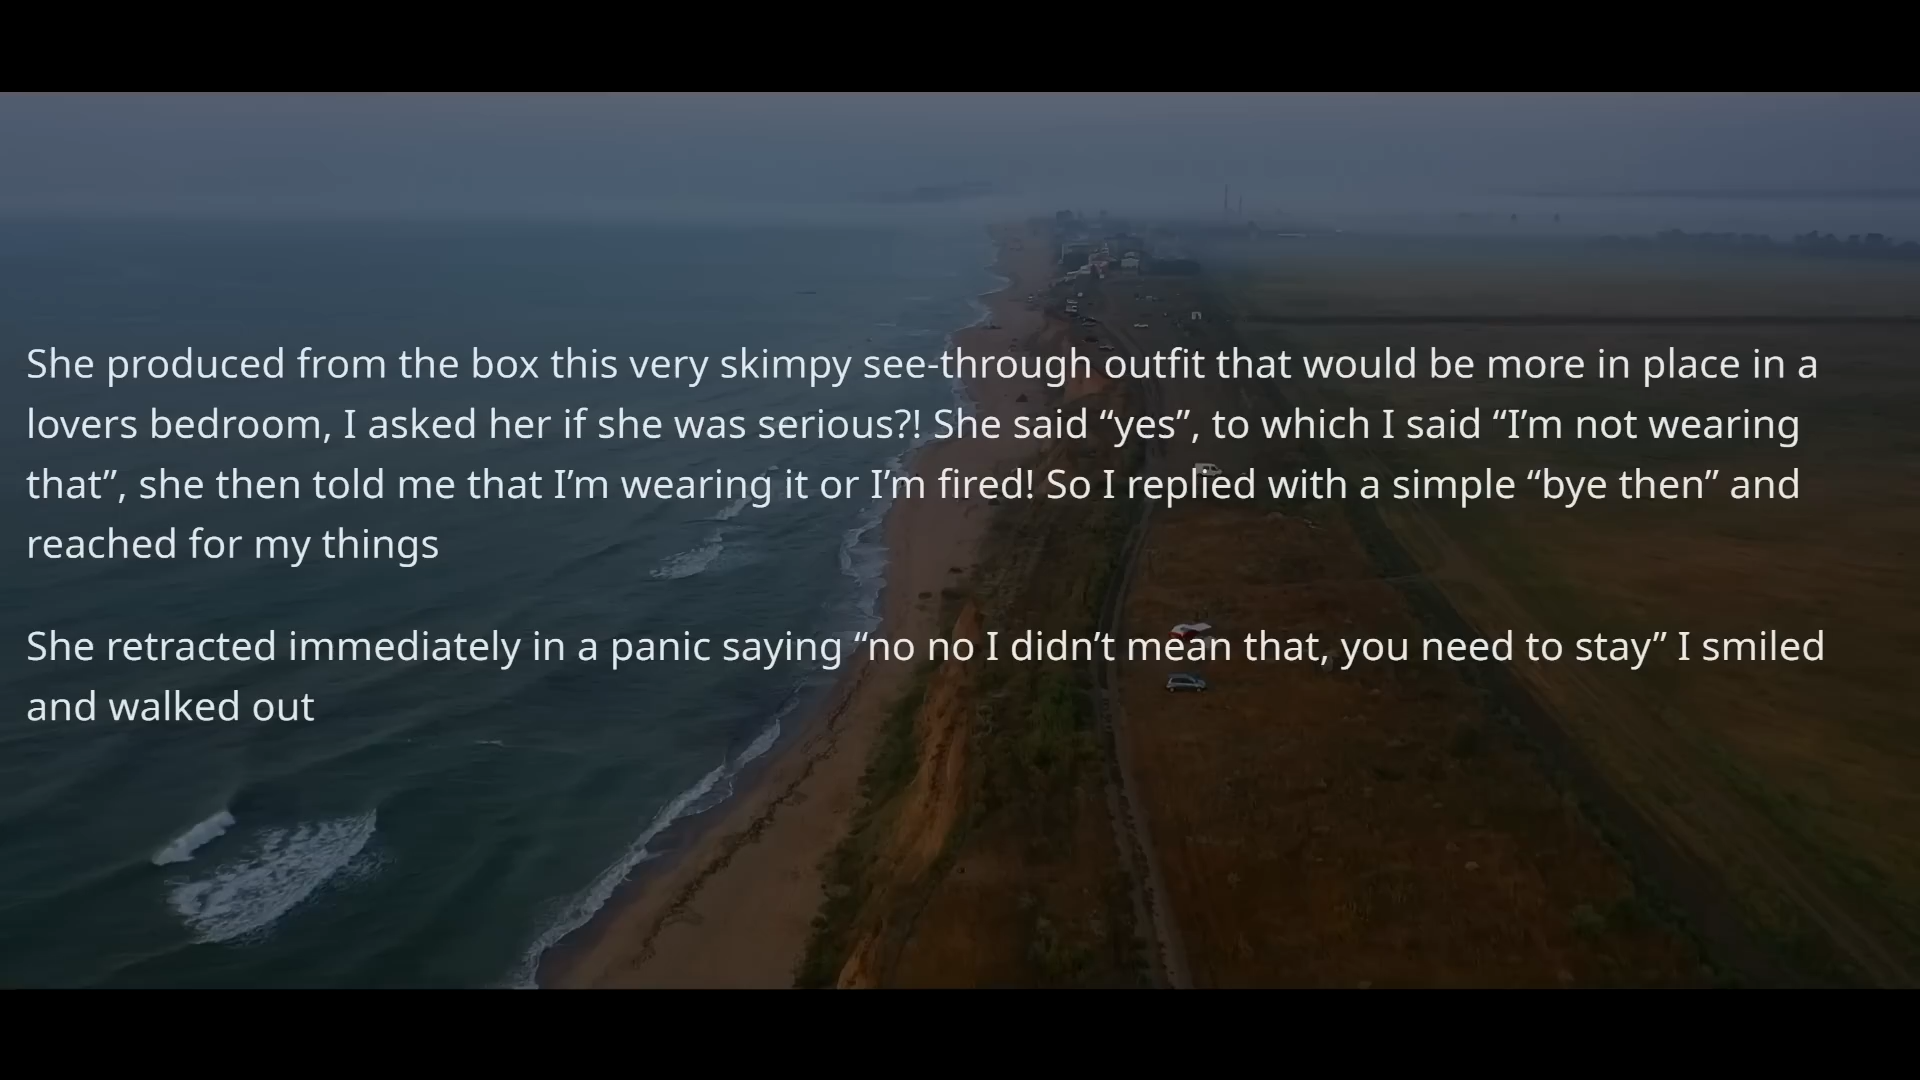 She produced from the box this very skimpy see-through outfit that would be more in place in a
lovers bedroom, I asked her if she was serious?! She said “yes”, to which I said “I’m not wearing
that”, she then told me that I’m wearing it or I’m fired! So I replied with a simple “bye then” and
reached for my things
She retracted immediately in a panic saying “no no I didn’t mean that, you need to stay” I smiled
and walked out